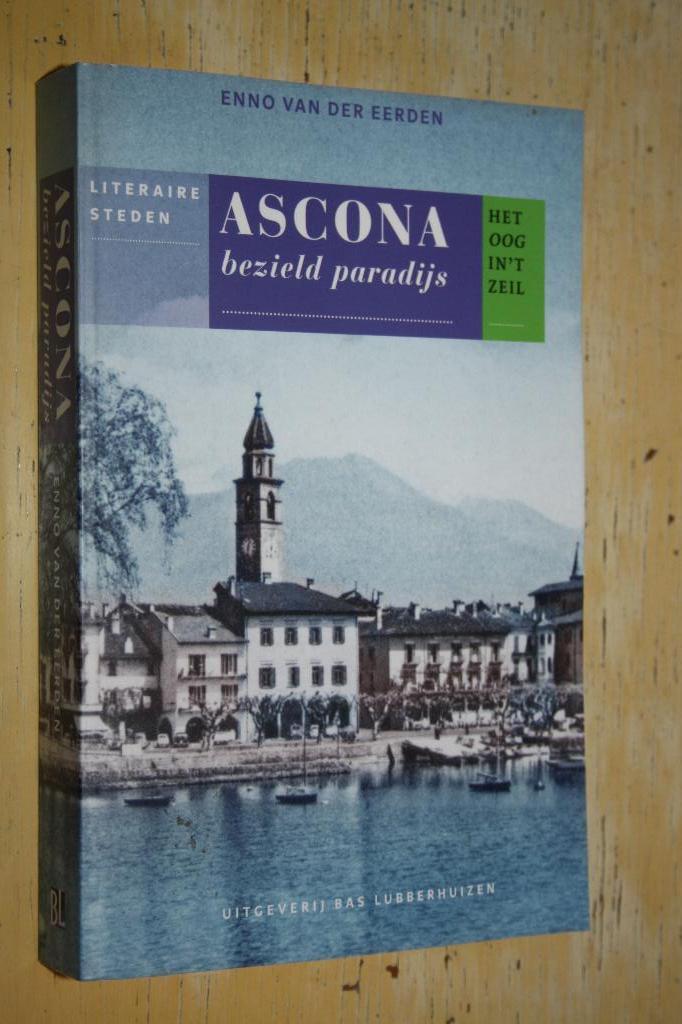 ENNO VAN DER EERDEN
LITERAIRE
STEDEN
ASCONA
bezield paradijs
HET
OOG
IN'T
ZEIL
UITGEVERIJ BAS LUBBERHUIZEN
ASCONA
bezield paradijs
ENNO VAN DER EERDEN
BL